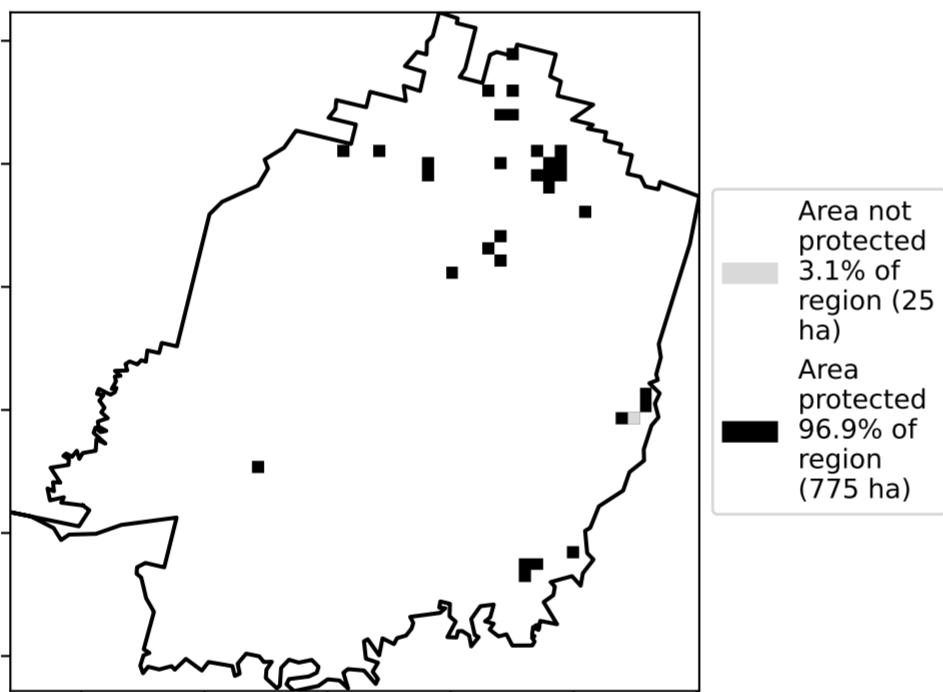 Area not
protected
3.1% of
region (25
ha)
Area
protected
96.9% of
region
(775 ha)